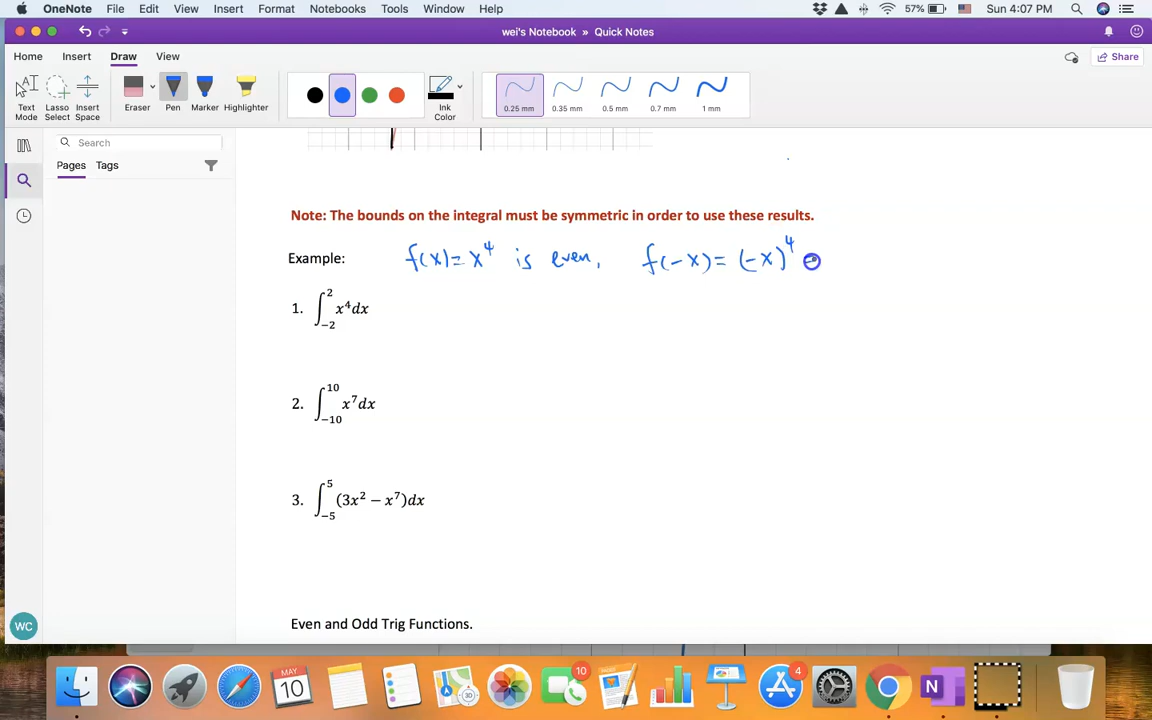 OneNote File Edit View Insert Format Notebooks Tools Window Help 57% Sun 4:07 PM
wei's Notebook » Quick Notes
Home Insert Draw View Share
Text Mode Lasso Select Insert Space Eraser Pen Marker Highlighter Ink Color 0.25 mm 0.35 mm 0.5 mm 0.7 mm 1 mm
Search
Pages Tags
Note: The bounds on the integral must be symmetric in order to use these results.
Example: f(x)=x⁴ is even, f(-x)=(-x)⁴ =
1. ∫₋₂² x⁴dx
2. ∫₋₁₀¹⁰ x⁷dx
3. ∫₋₅⁵ (3x² − x⁷)dx
Even and Odd Trig Functions.
WC
MAY 10
10
4
N